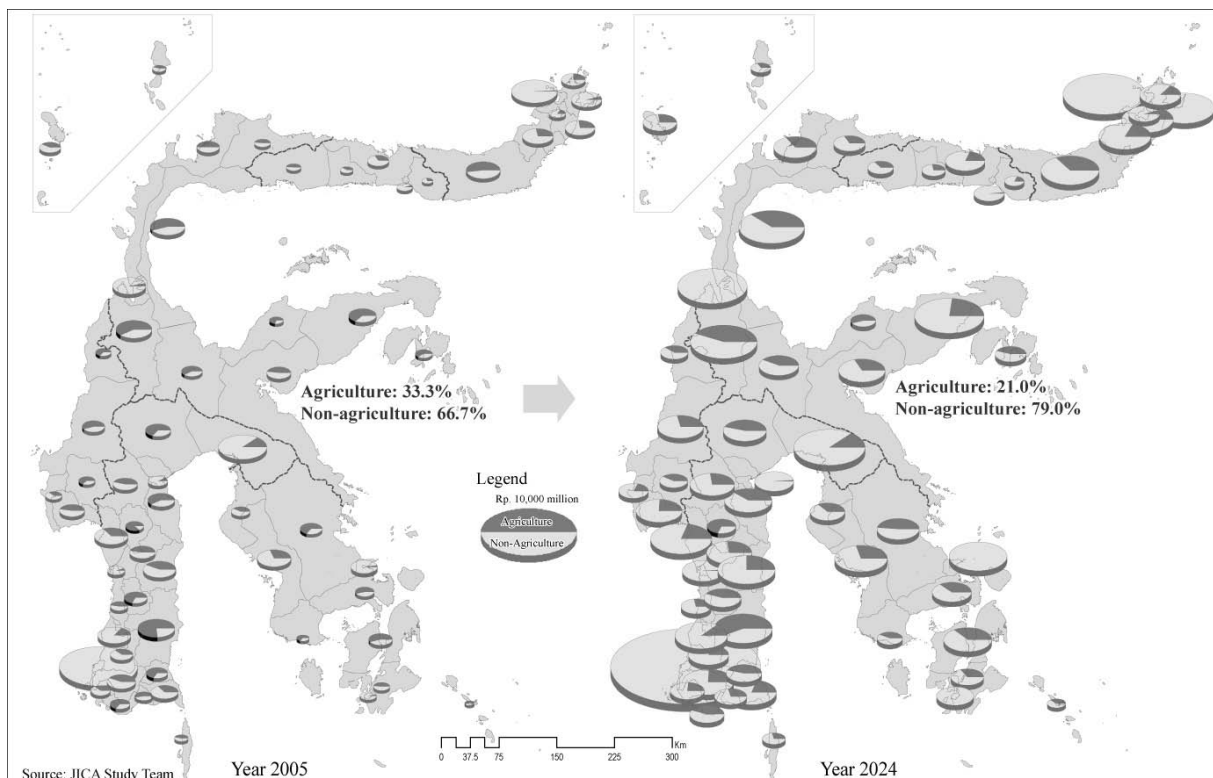 Agriculture: 33.3%
Non-agriculture: 66.7%
Agriculture: 21.0%
Non-agriculture: 79.0%
Legend
Rp. 10,000 million
Agriculture
Non-Agriculture
Km
0 37.5 75 150 225 300
Source: JICA Study Team
Year 2005
Year 2024